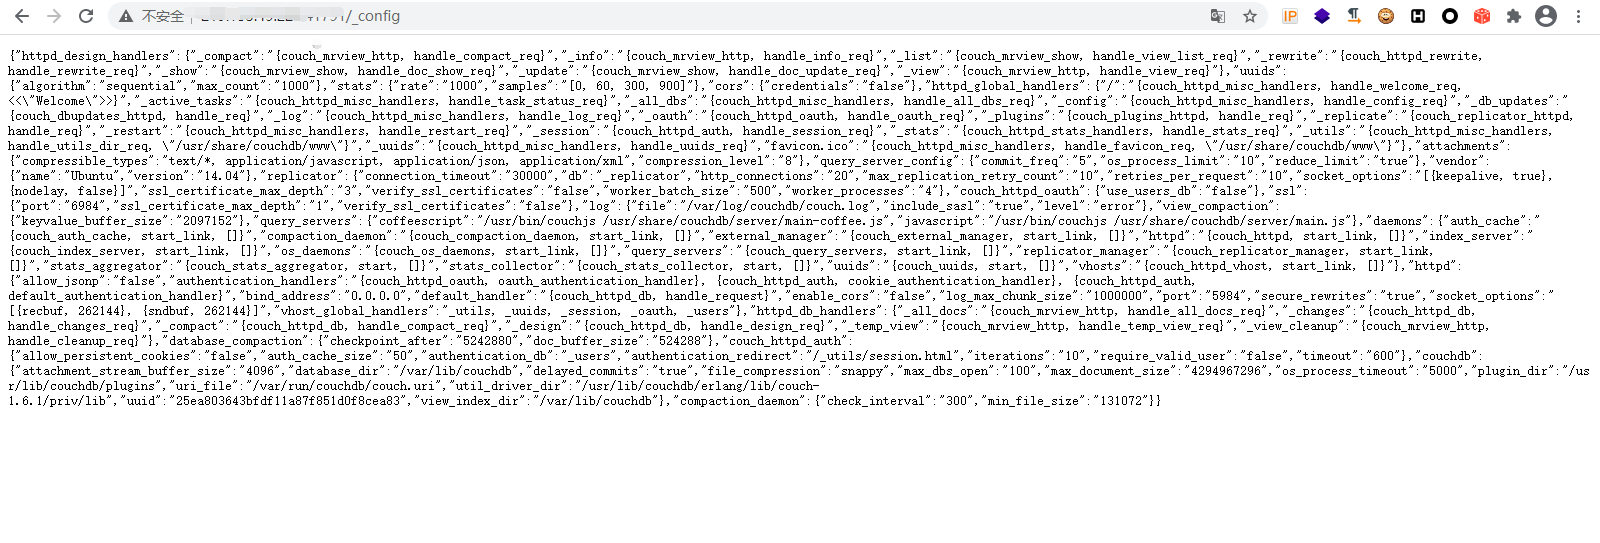 不安全 /_config
{"httpd_design_handlers":{"_compact":"{couch_mrview_http, handle_compact_req}","_info":"{couch_mrview_http, handle_info_req}","_list":"{couch_mrview_show, handle_view_list_req}","_rewrite":"{couch_httpd_rewrite,
handle_rewrite_req}","_show":"{couch_mrview_show, handle_doc_show_req}","_update":"{couch_mrview_show, handle_doc_update_req}","_view":"{couch_mrview_http, handle_view_req}"},"uuids":
{"algorithm":"sequential","max_count":"1000"},"stats":{"rate":"1000","samples":"[0, 60, 300, 900]"},"cors":{"credentials":"false"},"httpd_global_handlers":{"/":"{couch_httpd_misc_handlers, handle_welcome_req,
<<\"Welcome\">>}","_active_tasks":"{couch_httpd_misc_handlers, handle_task_status_req}","_all_dbs":"{couch_httpd_misc_handlers, handle_all_dbs_req}","_config":"{couch_httpd_misc_handlers, handle_config_req}","_db_updates":"
{couch_dbupdates_httpd, handle_req}","_log":"{couch_httpd_misc_handlers, handle_log_req}","_oauth":"{couch_httpd_oauth, handle_oauth_req}","_plugins":"{couch_plugins_httpd, handle_req}","_replicate":"{couch_replicator_httpd,
handle_req}","_restart":"{couch_httpd_misc_handlers, handle_restart_req}","_session":"{couch_httpd_auth, handle_session_req}","_stats":"{couch_httpd_stats_handlers, handle_stats_req}","_utils":"{couch_httpd_misc_handlers,
handle_utils_dir_req, \"/usr/share/couchdb/www\"}","_uuids":"{couch_httpd_misc_handlers, handle_uuids_req}","favicon.ico":"{couch_httpd_misc_handlers, handle_favicon_req, \"/usr/share/couchdb/www\"}"},"attachments":
{"compressible_types":"text/*, application/javascript, application/json, application/xml","compression_level":"8"},"query_server_config":{"commit_freq":"5","os_process_limit":"10","reduce_limit":"true"},"vendor":
{"name":"Ubuntu","version":"14.04"},"replicator":{"connection_timeout":"30000","db":"_replicator","http_connections":"20","max_replication_retry_count":"10","retries_per_request":"10","socket_options":"[{keepalive, true},
{nodelay, false}]","ssl_certificate_max_depth":"3","verify_ssl_certificates":"false","worker_batch_size":"500","worker_processes":"4"},"couch_httpd_oauth":{"use_users_db":"false"},"ssl":
{"port":"6984","ssl_certificate_max_depth":"1","verify_ssl_certificates":"false"},"log":{"file":"/var/log/couchdb/couch.log","include_sasl":"true","level":"error"},"view_compaction":
{"keyvalue_buffer_size":"2097152"},"query_servers":{"coffeescript":"/usr/bin/couchjs /usr/share/couchdb/server/main-coffee.js","javascript":"/usr/bin/couchjs /usr/share/couchdb/server/main.js"},"daemons":{"auth_cache":"
{couch_auth_cache, start_link, []}","compaction_daemon":"{couch_compaction_daemon, start_link, []}","external_manager":"{couch_external_manager, start_link, []}","httpd":"{couch_httpd, start_link, []}","index_server":"
{couch_index_server, start_link, []}","os_daemons":"{couch_os_daemons, start_link, []}","query_servers":"{couch_query_servers, start_link, []}","replicator_manager":"{couch_replicator_manager, start_link,
[]}","stats_aggregator":"{couch_stats_aggregator, start, []}","stats_collector":"{couch_stats_collector, start, []}","uuids":"{couch_uuids, start, []}","vhosts":"{couch_httpd_vhost, start_link, []}"},"httpd":
{"allow_jsonp":"false","authentication_handlers":"{couch_httpd_oauth, oauth_authentication_handler}, {couch_httpd_auth, cookie_authentication_handler}, {couch_httpd_auth,
default_authentication_handler}","bind_address":"0.0.0.0","default_handler":"{couch_httpd_db, handle_request}","enable_cors":"false","log_max_chunk_size":"1000000","port":"5984","secure_rewrites":"true","socket_options":"
[{recbuf, 262144}, {sndbuf, 262144}]","vhost_global_handlers":"_utils, _uuids, _session, _oauth, _users"},"httpd_db_handlers":{"_all_docs":"{couch_mrview_http, handle_all_docs_req}","_changes":"{couch_httpd_db,
handle_changes_req}","_compact":"{couch_httpd_db, handle_compact_req}","_design":"{couch_httpd_db, handle_design_req}","_temp_view":"{couch_mrview_http, handle_temp_view_req}","_view_cleanup":"{couch_mrview_http,
handle_cleanup_req}"},"database_compaction":{"checkpoint_after":"5242880","doc_buffer_size":"524288"},"couch_httpd_auth":
{"allow_persistent_cookies":"false","auth_cache_size":"50","authentication_db":"_users","authentication_redirect":"/_utils/session.html","iterations":"10","require_valid_user":"false","timeout":"600"},"couchdb":
{"attachment_stream_buffer_size":"4096","database_dir":"/var/lib/couchdb","delayed_commits":"true","file_compression":"snappy","max_dbs_open":"100","max_document_size":"4294967296","os_process_timeout":"5000","plugin_dir":"/us
r/lib/couchdb/plugins","uri_file":"/var/run/couchdb/couch.uri","util_driver_dir":"/usr/lib/couchdb/erlang/lib/couch-
1.6.1/priv/lib","uuid":"25ea803643bfdf11a87f851d0f8cea83","view_index_dir":"/var/lib/couchdb"},"compaction_daemon":{"check_interval":"300","min_file_size":"131072"}}